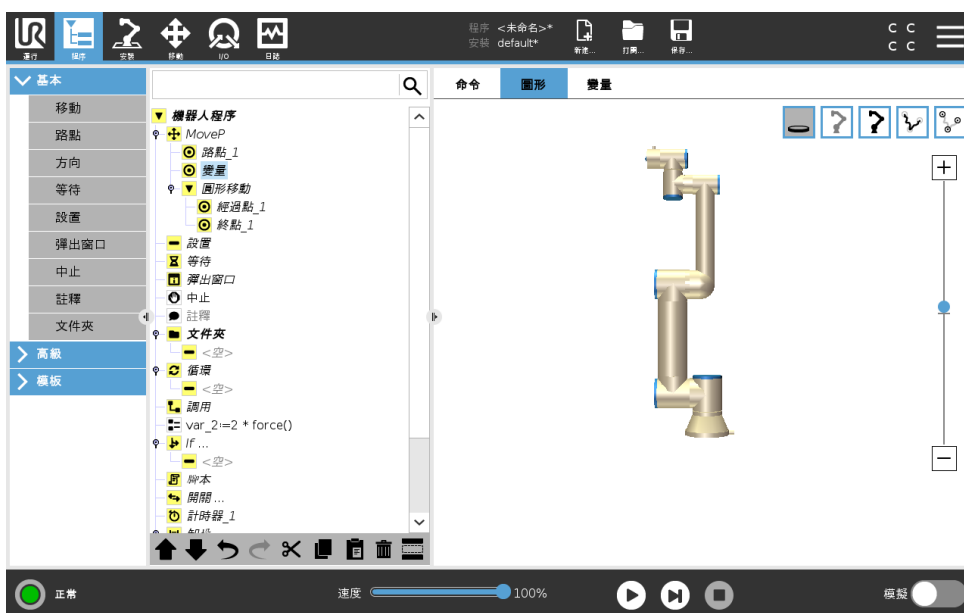 UR
運行
程序
安裝
移動
I/O
日誌
程序 <未命名>*
安裝 default*
新建...
打開...
保存...
C C
C C
基本
移動
路點
方向
等待
設置
彈出窗口
中止
註釋
文件夾
高級
模板
機器人程序
MoveP
路點_1
變量
圓形移動
經過點_1
終點_1
設置
等待
彈出窗口
中止
註釋
文件夾
<空>
循環
<空>
調用
var_2:=2 * force()
If ...
<空>
腳本
開關 ...
計時器_1
命令
圖形
變量
正常
速度
100%
模擬